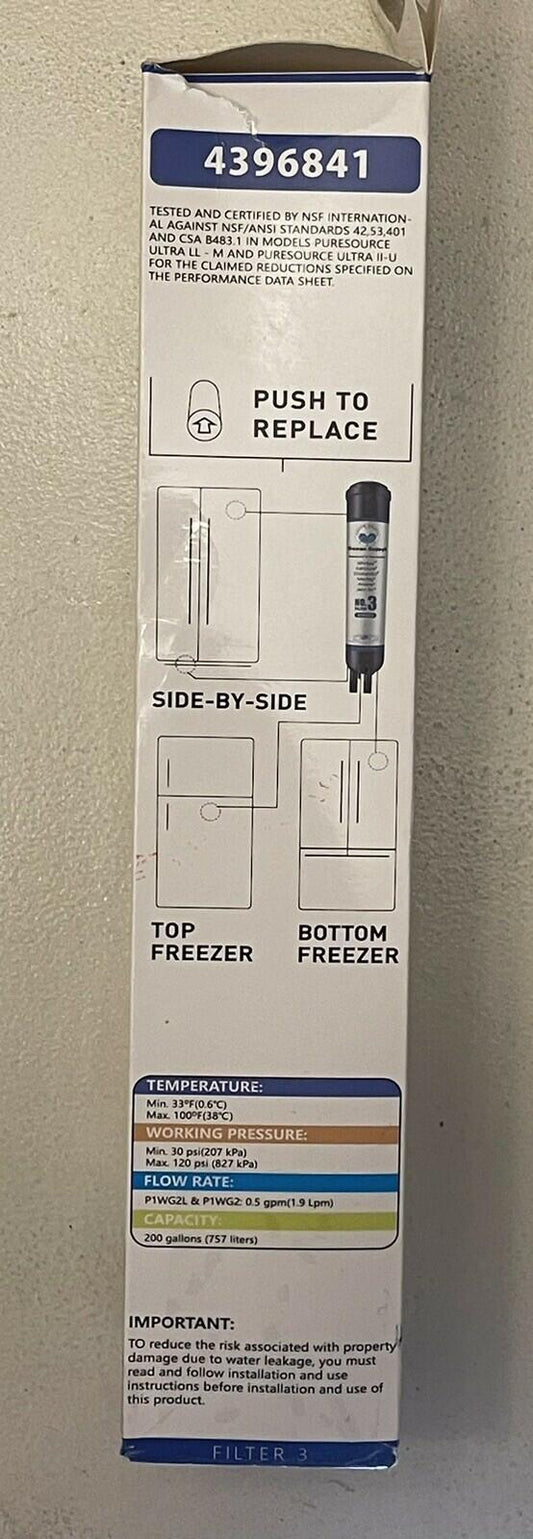 4396841
TESTED AND CERTIFIED BY NSF INTERNATION-
AL AGAINST NSF/ANSI STANDARDS 42,53,401
AND CSA B483.1 IN MODELS PURESOURCE
ULTRA LL - M AND PURESOURCE ULTRA II-U
FOR THE CLAIMED REDUCTIONS SPECIFIED ON
THE PERFORMANCE DATA SHEET.
PUSH TO
REPLACE
NO.
3
SIDE-BY-SIDE
TOP
FREEZER
BOTTOM
FREEZER
TEMPERATURE:
Min. 33ºF(0.6℃)
Max. 100ºF(38℃)
WORKING PRESSURE:
Min. 30 psi(207 kPa)
Max. 120 psi (827 kPa)
FLOW RATE:
P1WG2L & P1WG2: 0.5 gpm(1.9 Lpm)
CAPACITY:
200 gallons (757 liters)
IMPORTANT:
TO reduce the risk associated with property
damage due to water leakage, you must
read and follow installation and use
instructions before installation and use of
this product.
FILTER 3